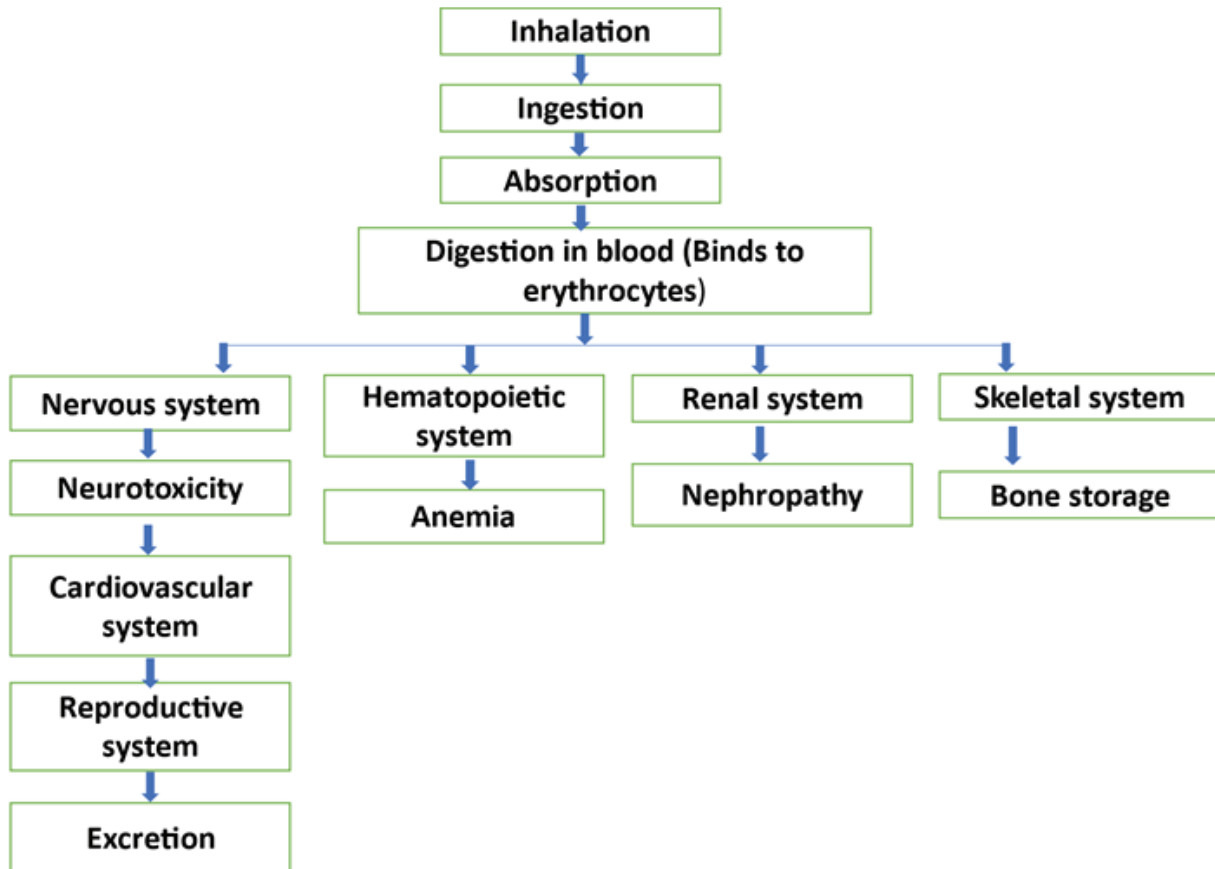 Inhalation
Ingestion
Absorption
Digestion in blood (Binds to
erythrocytes)
Nervous system
Hematopoietic
system
Renal system
Skeletal system
Neurotoxicity
Anemia
Nephropathy
Bone storage
Cardiovascular
system
Reproductive
system
Excretion